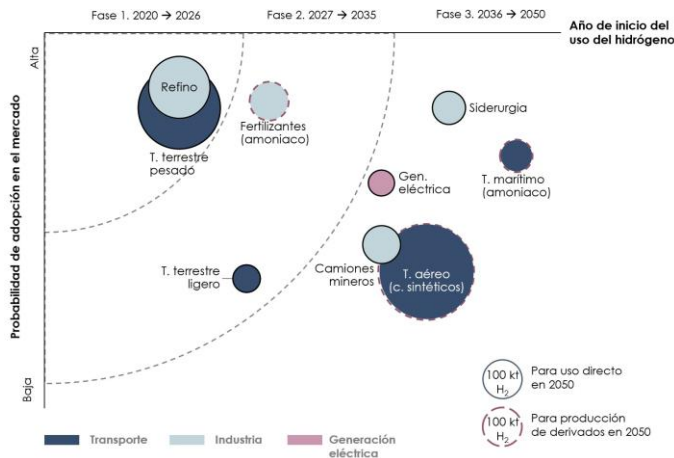 Fase 1. 2020 → 2026
Fase 2. 2027 → 2035
Fase 3. 2036 → 2050
Año de inicio del
uso del hidrógeno
Alta
Probabilidad de adopción en el mercado
Baja
Refino
T. terrestre
pesado
Fertilizantes
(amoniaco)
Siderurgia
T. marítimo
(amoniaco)
Gen.
eléctrica
T. terrestre
ligero
Camiones
mineros
T. aéreo
(c. sintéticos)
100 kt
H₂
Para uso directo
en 2050
100 kt
H₂
Para producción
de derivados en 2050
Transporte
Industria
Generación
eléctrica